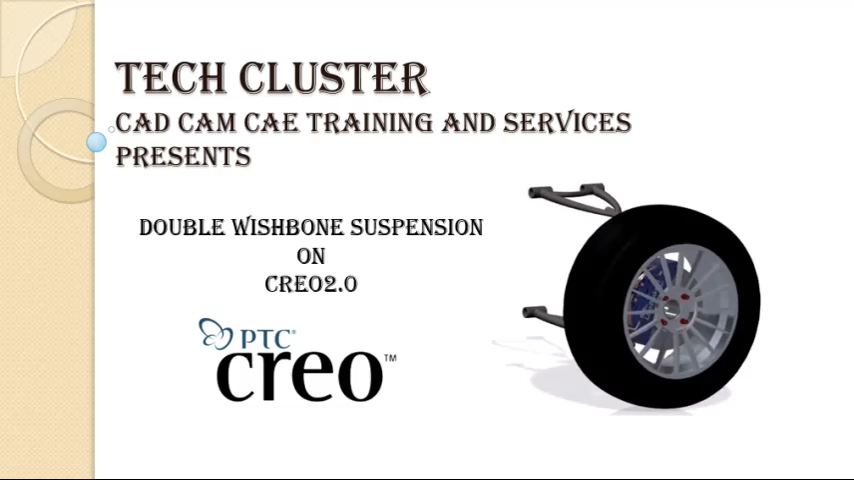 TECH CLUSTER
CAD CAM CAE TRAINING AND SERVICES
PRESENTS
DOUBLE WISHBONE SUSPENSION
ON
CREO2.0
PTC®
creo™